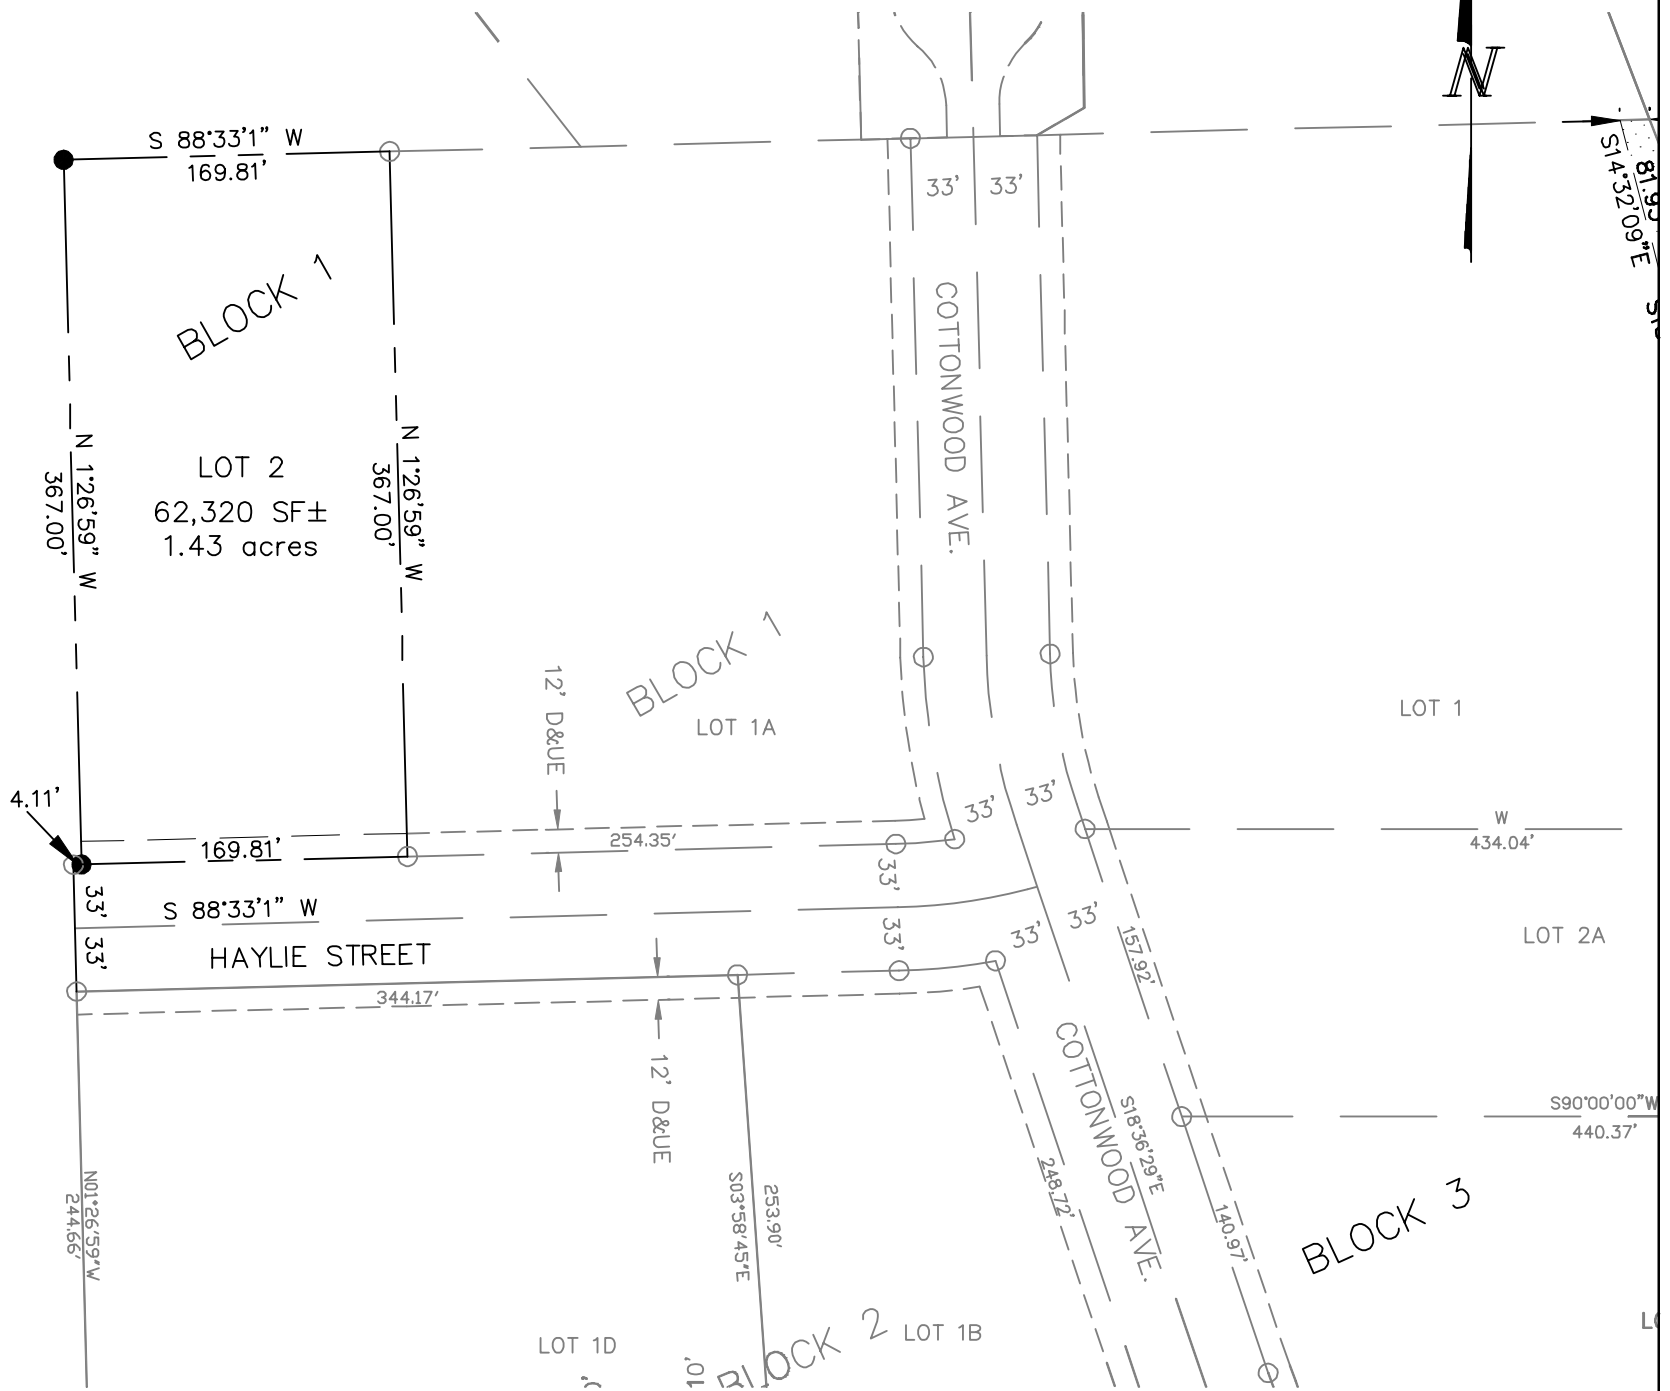 S 88°33'1" W
169.81'
N
33'
33'
S14°32'09"E
BLOCK 1
COTTONWOOD AVE.
N 1°26'59" W
367.00'
LOT 2
62,320 SF±
1.43 acres
N 1°26'59" W
367.00'
BLOCK 1
12' D&UE
LOT 1A
LOT 1
4.11'
33'
33'
169.81'
254.35'
W
434.04'
33'
33'
S 88°33'1" W
33'
33'
33'
33'
HAYLIE STREET
157.92'
LOT 2A
344.17'
12' D&UE
COTTONWOOD AVE.
S18°36'29"E
S90°00'00"W
440.37'
N01°26'59"W
244.66'
S03°58'45"E
253.90'
248.72'
140.97'
BLOCK 3
LOT 1D
BLOCK 2
LOT 1B